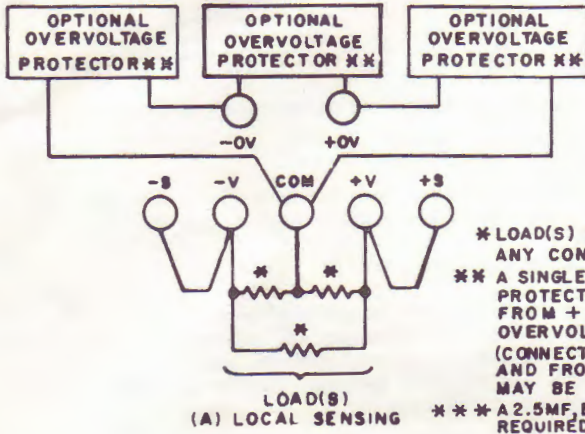 OPTIONAL
OVERVOLTAGE
PROTECTOR **
OPTIONAL
OVERVOLTAGE
PROTECTOR **
OPTIONAL
OVERVOLTAGE
PROTECTOR **
-OV
+OV
-S
-V
COM
+V
+S
*
*
*
LOAD(S)
(A) LOCAL SENSING
* LOAD(S)
ANY CON
** A SINGLE
PROTECT
FROM +
OVERVOL
(CONNECT
AND FRO
MAY BE
*** A 2.5MF,
REQUIRED